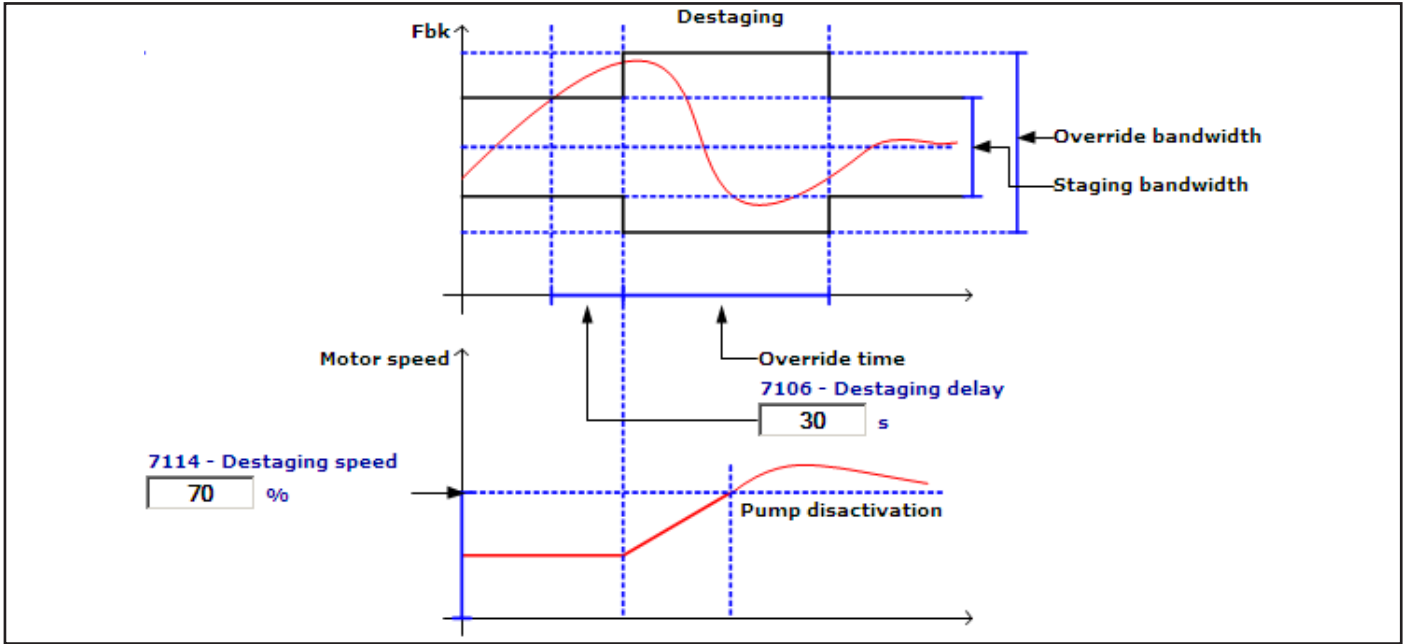 Destaging
Fbk
Override bandwidth
Staging bandwidth
Motor speed
Override time
7106 - Destaging delay
30 s
7114 - Destaging speed
70 %
Pump disactivation